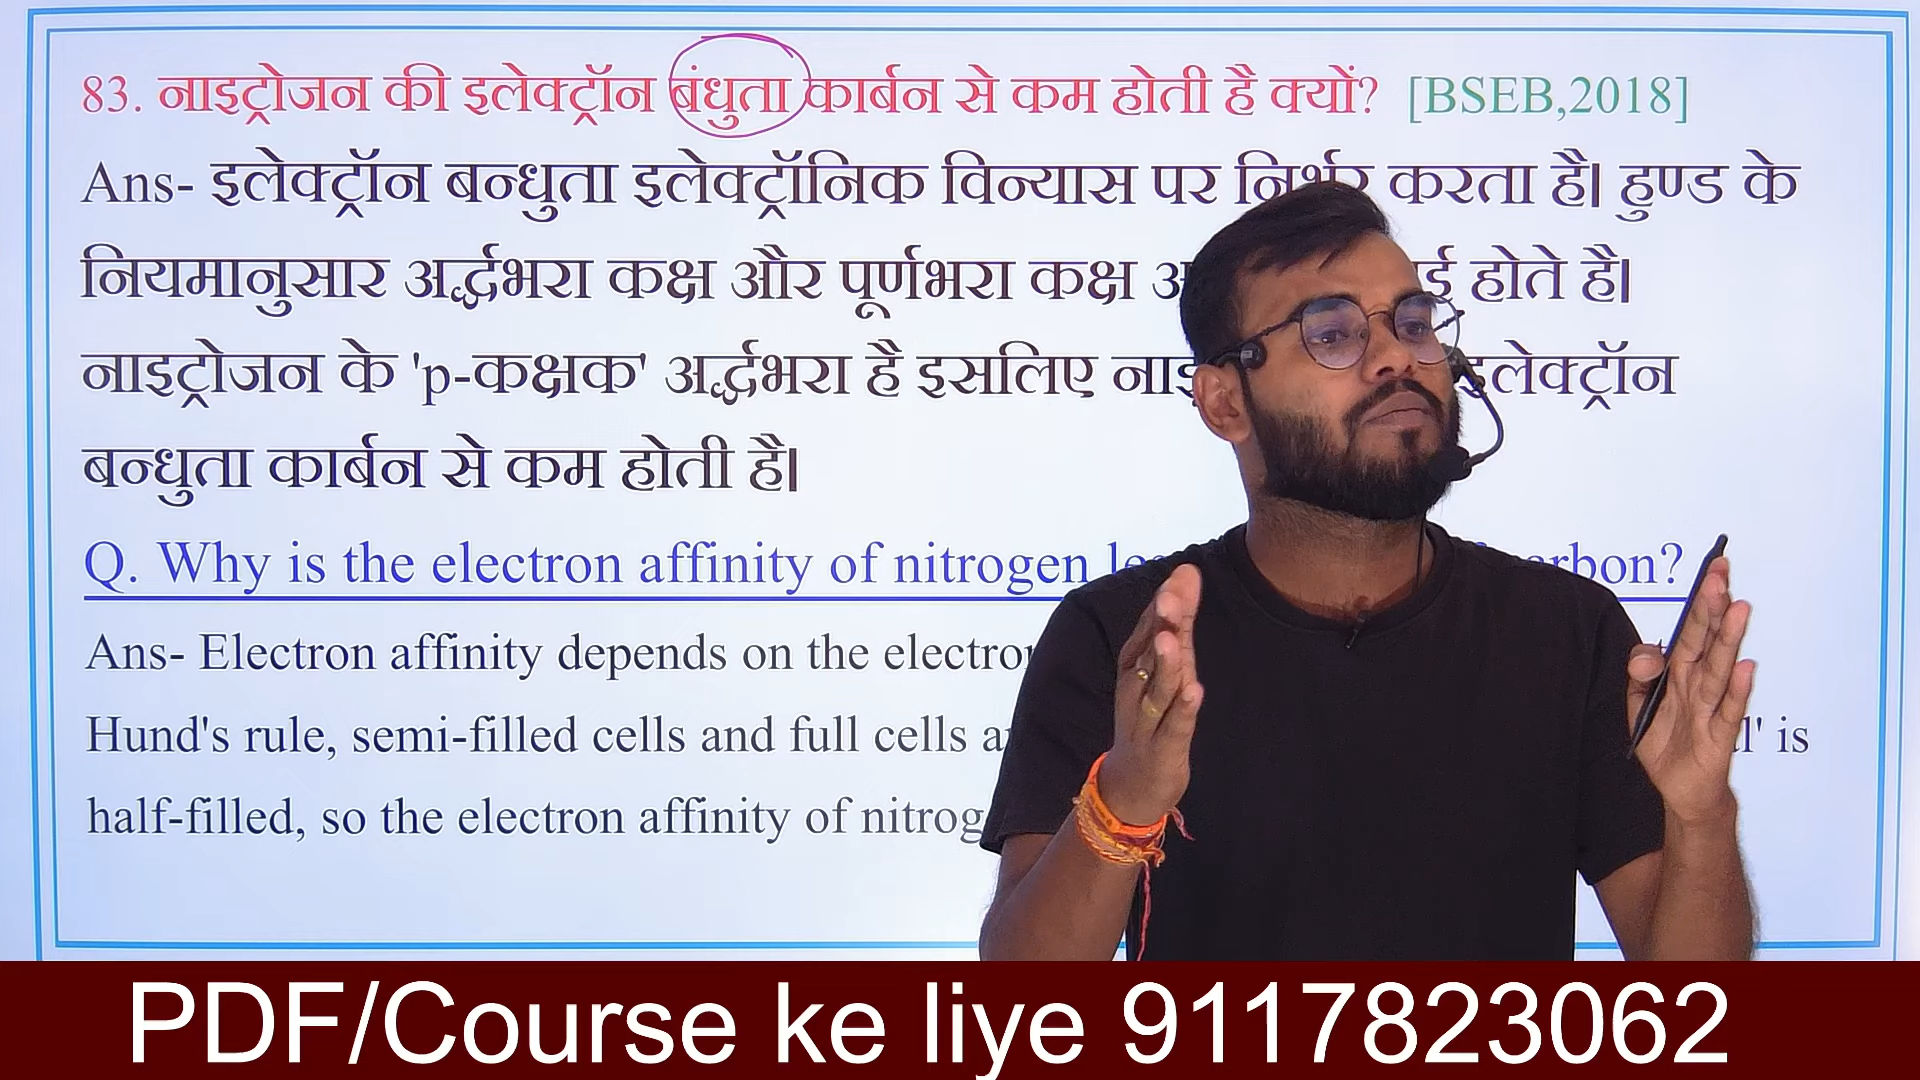 83. नाइट्रोजन की इलेक्ट्रॉन बंधुता कार्बन से कम होती है क्यों? [BSEB,2018]
Ans- इलेक्ट्रॉन बन्धुता इलेक्ट्रॉनिक विन्यास पर निर्भर करता है। हुण्ड के
नियमानुसार अर्द्धभरा कक्ष और पूर्णभरा कक्ष होते है।
नाइट्रोजन के 'p-कक्षक' अर्द्धभरा है इसलिए इलेक्ट्रॉन
बन्धुता कार्बन से कम होती है।
Q. Why is the electron affinity of nitrogen carbon?
Ans- Electron affinity depends on the
Hund's rule, semi-filled cells and full cells is
half-filled, so the electron affinity of
PDF/Course ke liye 9117823062